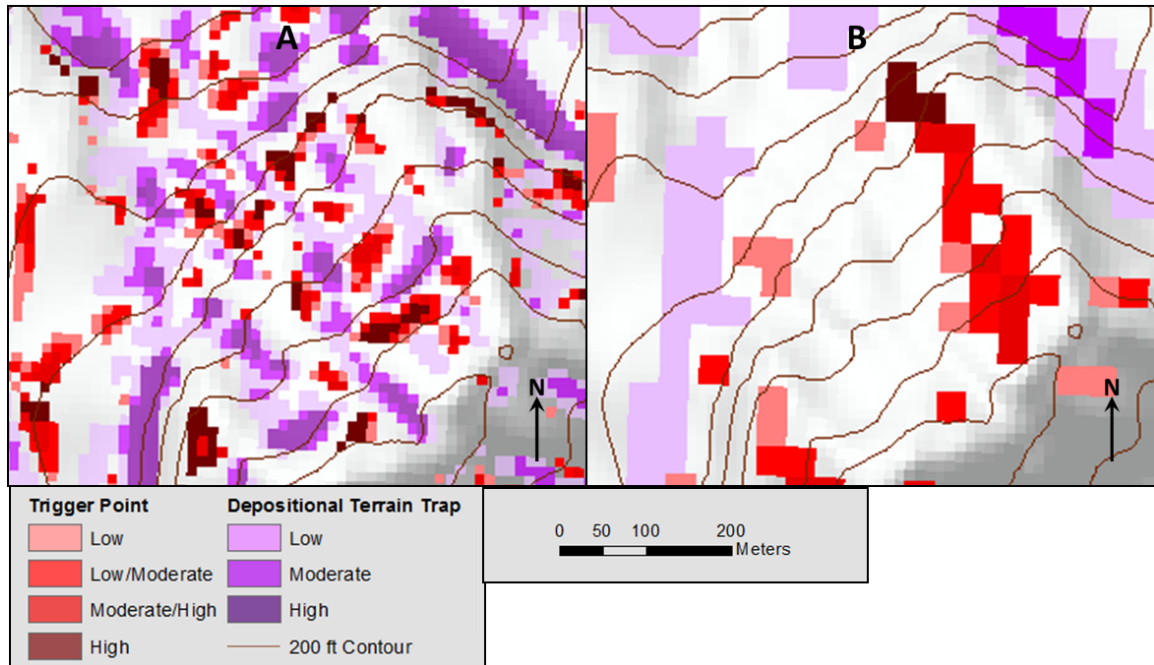 A
B
N
N
Trigger Point
Low
Low/Moderate
Moderate/High
High
Depositional Terrain Trap
Low
Moderate
High
200 ft Contour
0 50 100 200
Meters